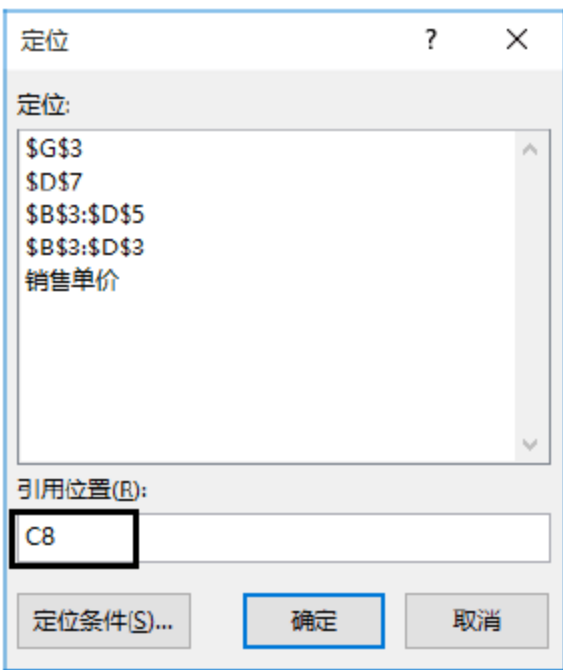 定位
?
定位:
$G$3
$D$7
$B$3:$D$5
$B$3:$D$3
销售单价
引用位置(R):
C8
定位条件(S)... 确定 取消